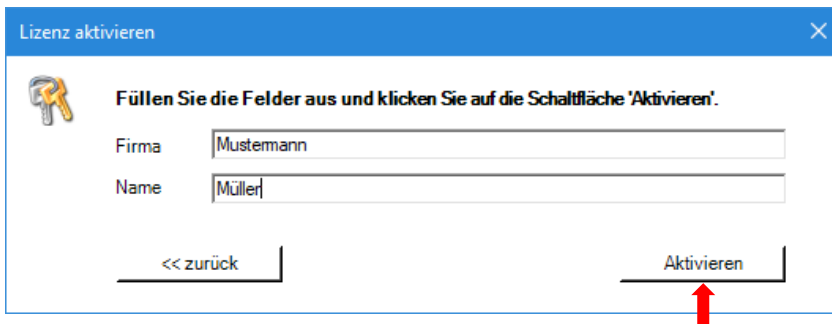 Lizenz aktivieren
Füllen Sie die Felder aus und klicken Sie auf die Schaltfläche 'Aktivieren'.
Firma Mustermann
Name Müller
<< zurück Aktivieren